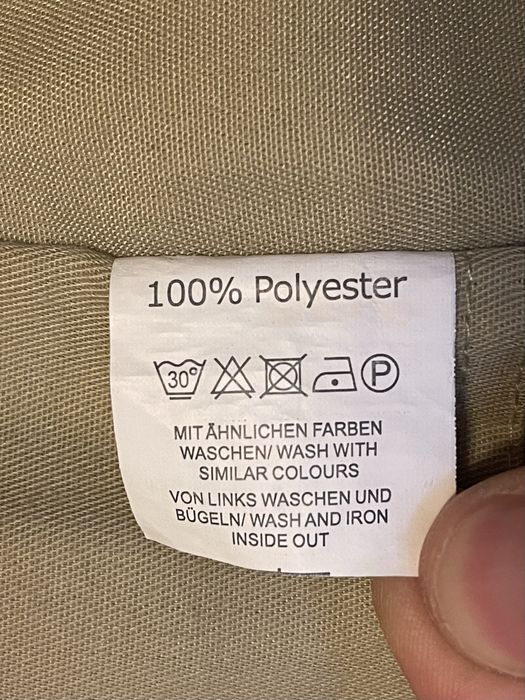 100% Polyester
30° P
MIT ÄHNLICHEN FARBEN
WASCHEN/ WASH WITH
SIMILAR COLOURS
VON LINKS WASCHEN UND
BÜGELN/ WASH AND IRON
INSIDE OUT